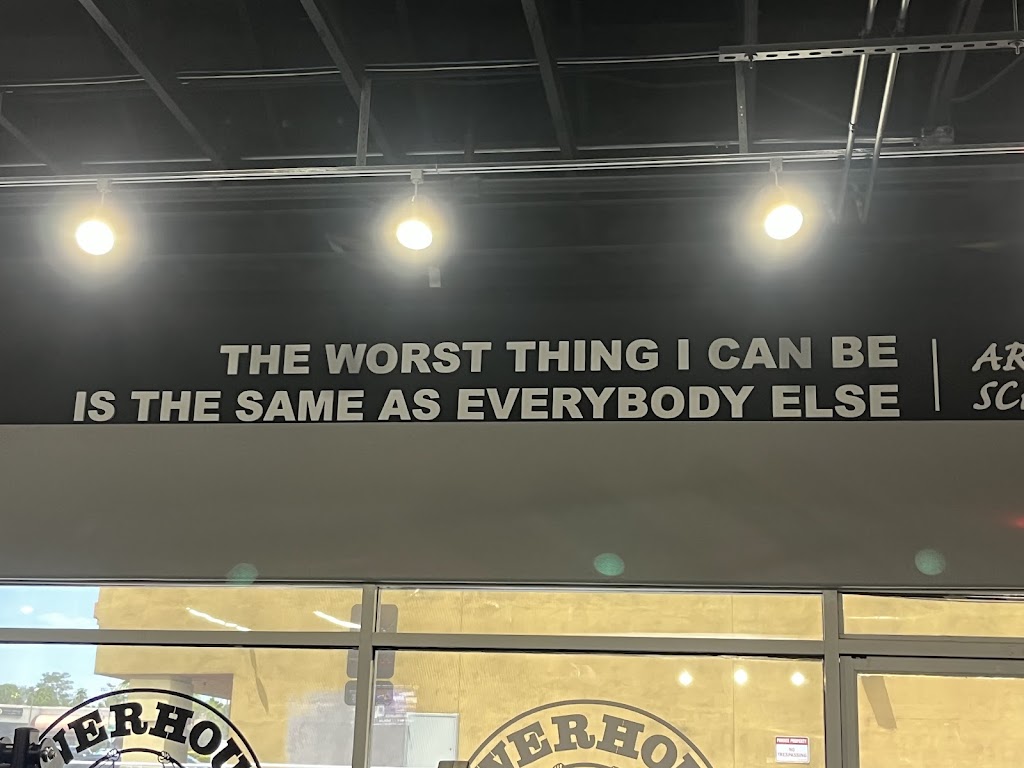 THE WORST THING I CAN BE
IS THE SAME AS EVERYBODY ELSE